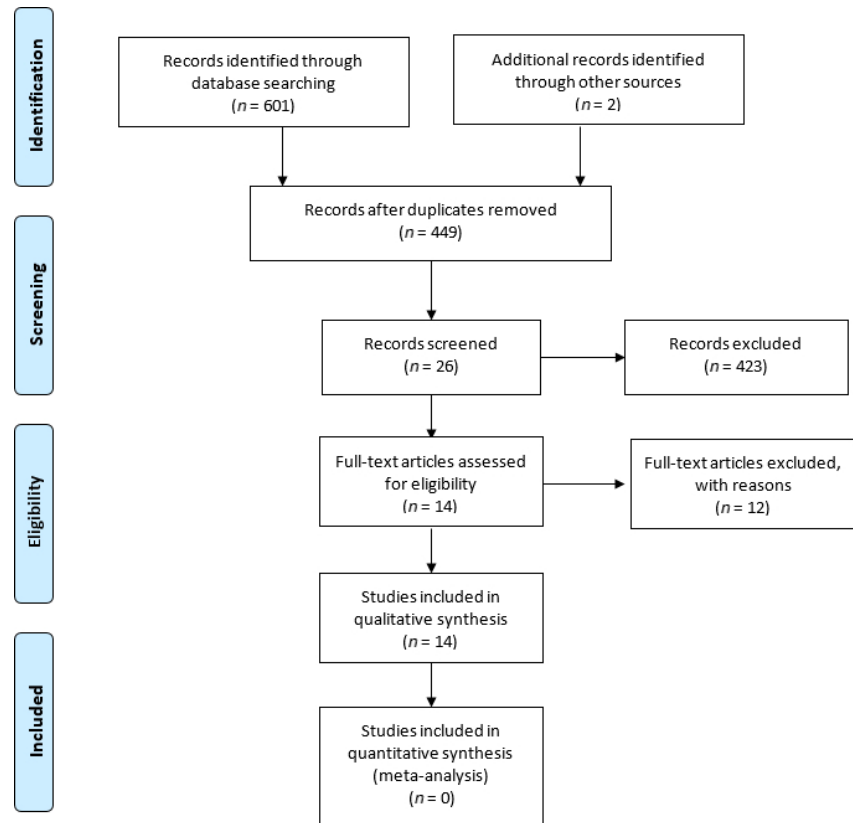 Identification
Records identified through
database searching
(n = 601)
Additional records identified
through other sources
(n = 2)
Records after duplicates removed
(n = 449)
Screening
Records screened
(n = 26)
Records excluded
(n = 423)
Eligibility
Full-text articles assessed
for eligibility
(n = 14)
Full-text articles excluded,
with reasons
(n = 12)
Studies included in
qualitative synthesis
(n = 14)
Included
Studies included in
quantitative synthesis
(meta-analysis)
(n = 0)